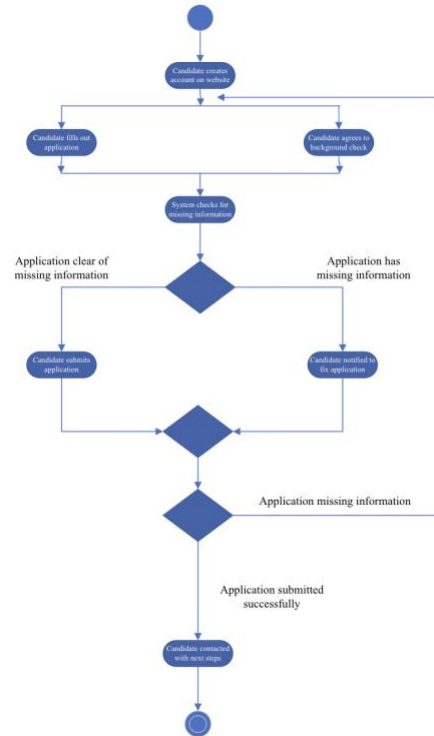 Candidate creates
account on website
Candidate fills out
application
Candidate agrees to
background check
System checks for
missing information
Application clear of
missing information
Application has
missing information
Candidate submits
application
Candidate notified to
fix application
Application missing information
Application submitted
successfully
Candidate contacted
with next steps